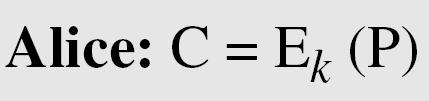 Alice: C = Eₖ (P)